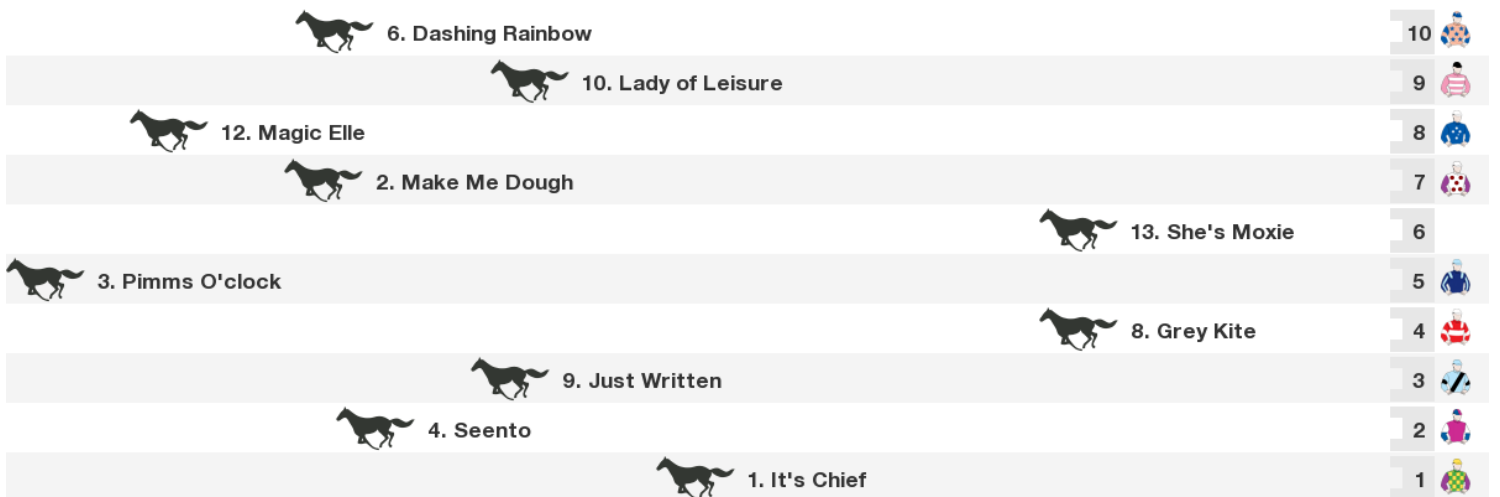 6. Dashing Rainbow 10
10. Lady of Leisure 9
12. Magic Elle 8
2. Make Me Dough 7
13. She's Moxie 6
3. Pimms O'clock 5
8. Grey Kite 4
9. Just Written 3
4. Seento 2
1. It's Chief 1